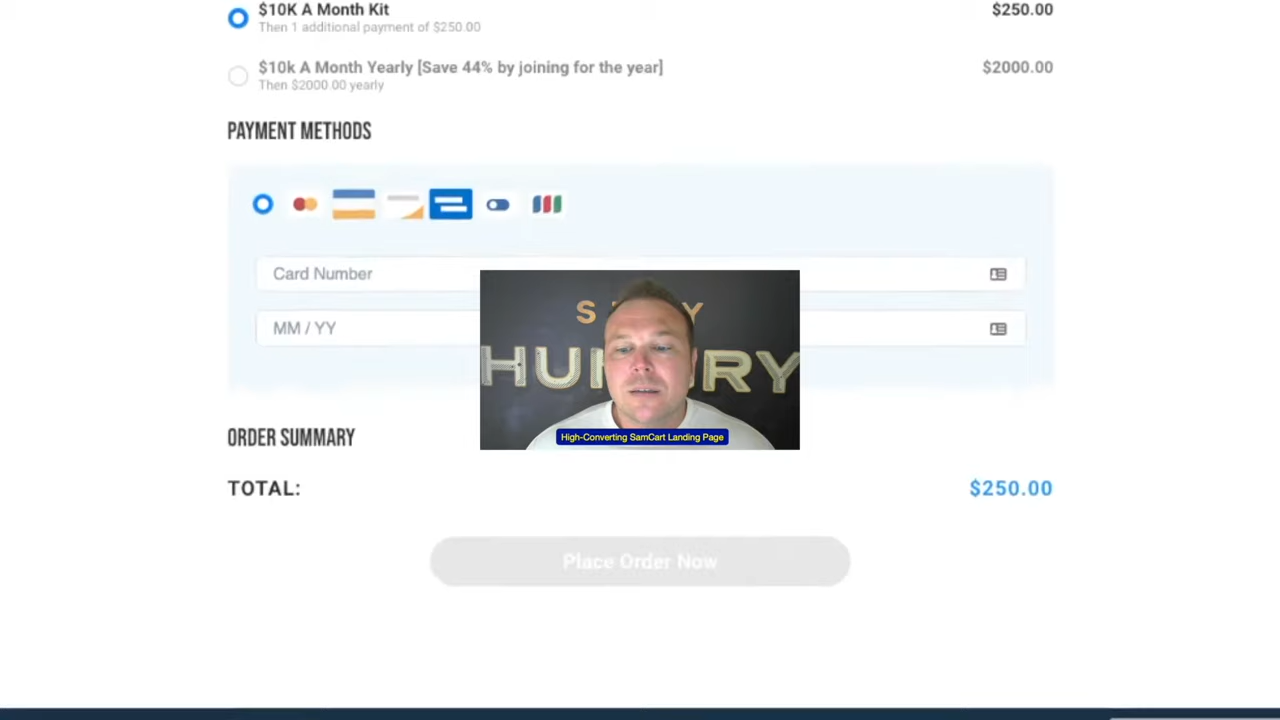 $10K A Month Kit
$250.00
Then 1 additional payment of $250.00
$10k A Month Yearly [Save 44% by joining for the year]
$2000.00
Then $2000.00 yearly
PAYMENT METHODS
Card Number
MM / YY
S Y
HU RY
High-Converting SamCart Landing Page
ORDER SUMMARY
TOTAL:
$250.00
Place Order Now